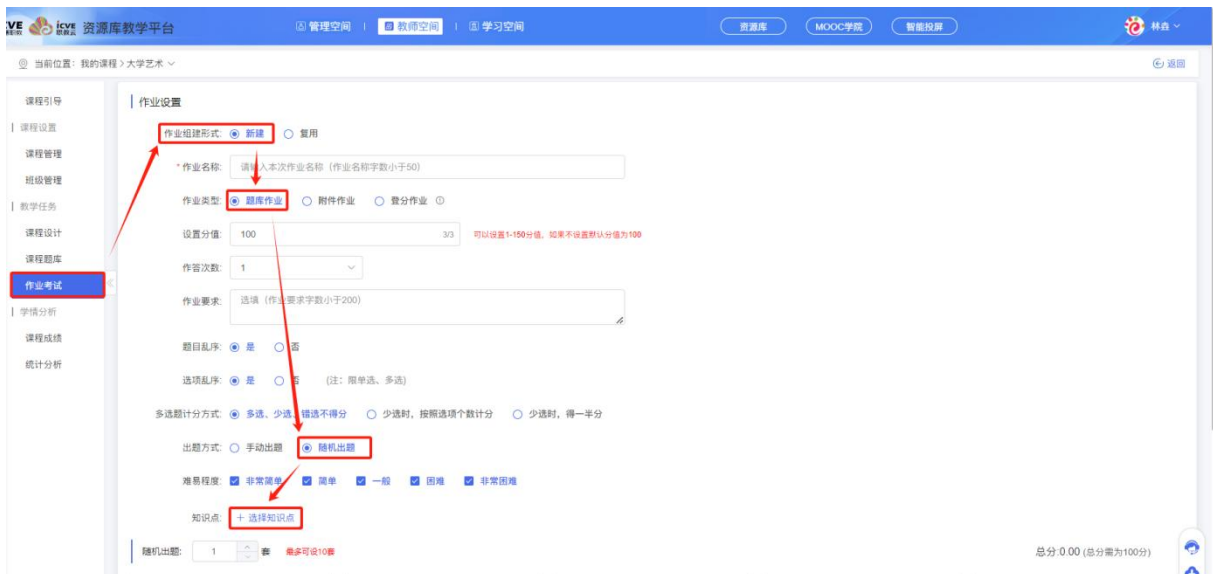 icve 资源库教学平台 管理空间 教师空间 学习空间 资源库 MOOC学院 智能投屏 林森
当前位置：我的课程 > 大学艺术 返回
课程引导
课程设置
课程管理
班级管理
教学任务
课程设计
课程题库
作业考试
学情分析
课程成绩
统计分析
作业设置
作业组建形式: 新建 复用
*作业名称: 请输入本次作业名称（作业名称字数小于50）
作业类型: 题库作业 附件作业 登分作业
设置分值: 100 3/3 可以设置1-150分值，如果不设置默认分值为100
作答次数: 1
作业要求: 选填（作业要求字数小于200）
题目乱序: 是 否
选项乱序: 是 否 (注：限单选、多选)
多选题计分方式: 多选、少选、错选不得分 少选时，按照选项个数计分 少选时，得一半分
出题方式: 手动出题 随机出题
难易程度: 非常简单 简单 一般 困难 非常困难
知识点: + 选择知识点
随机出题: 1 套 最多可设10套 总分:0.00 (总分需为100分)